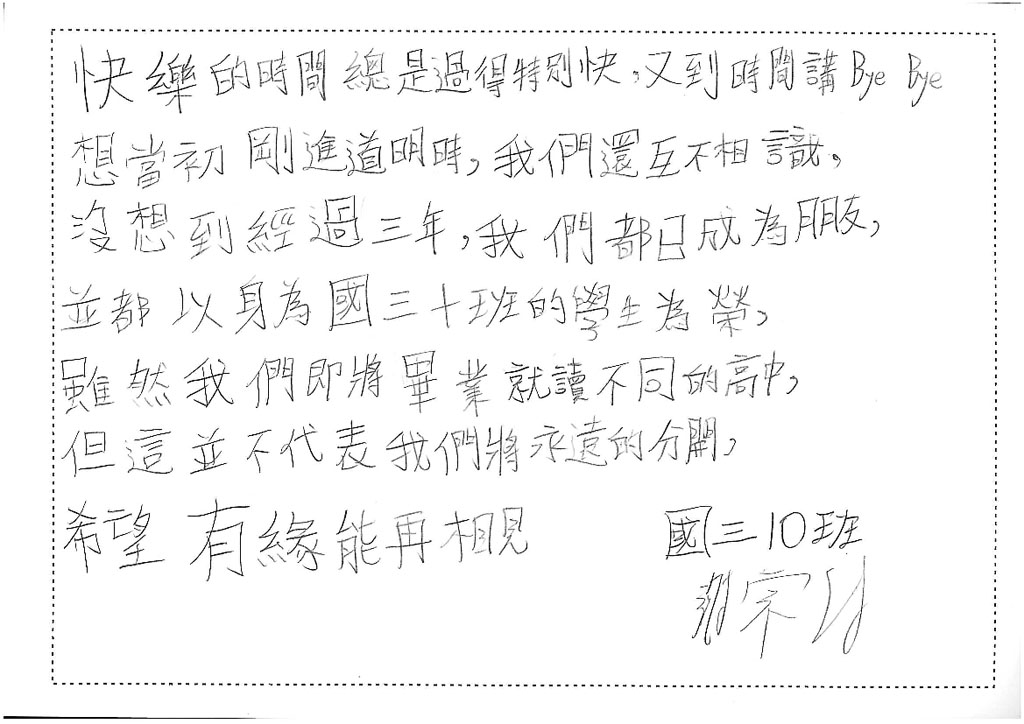 快樂的時間總是過得特別快，又到時間講Bye Bye
想當初剛進道明時，我們還互不相識，
沒想到經過三年，我們都已成為朋友，
並都以身為國三十班的學生為榮，
雖然我們即將畢業就讀不同的高中，
但這並不代表我們將永遠的分開，
希望有緣能再相見
國三10班
謝宗